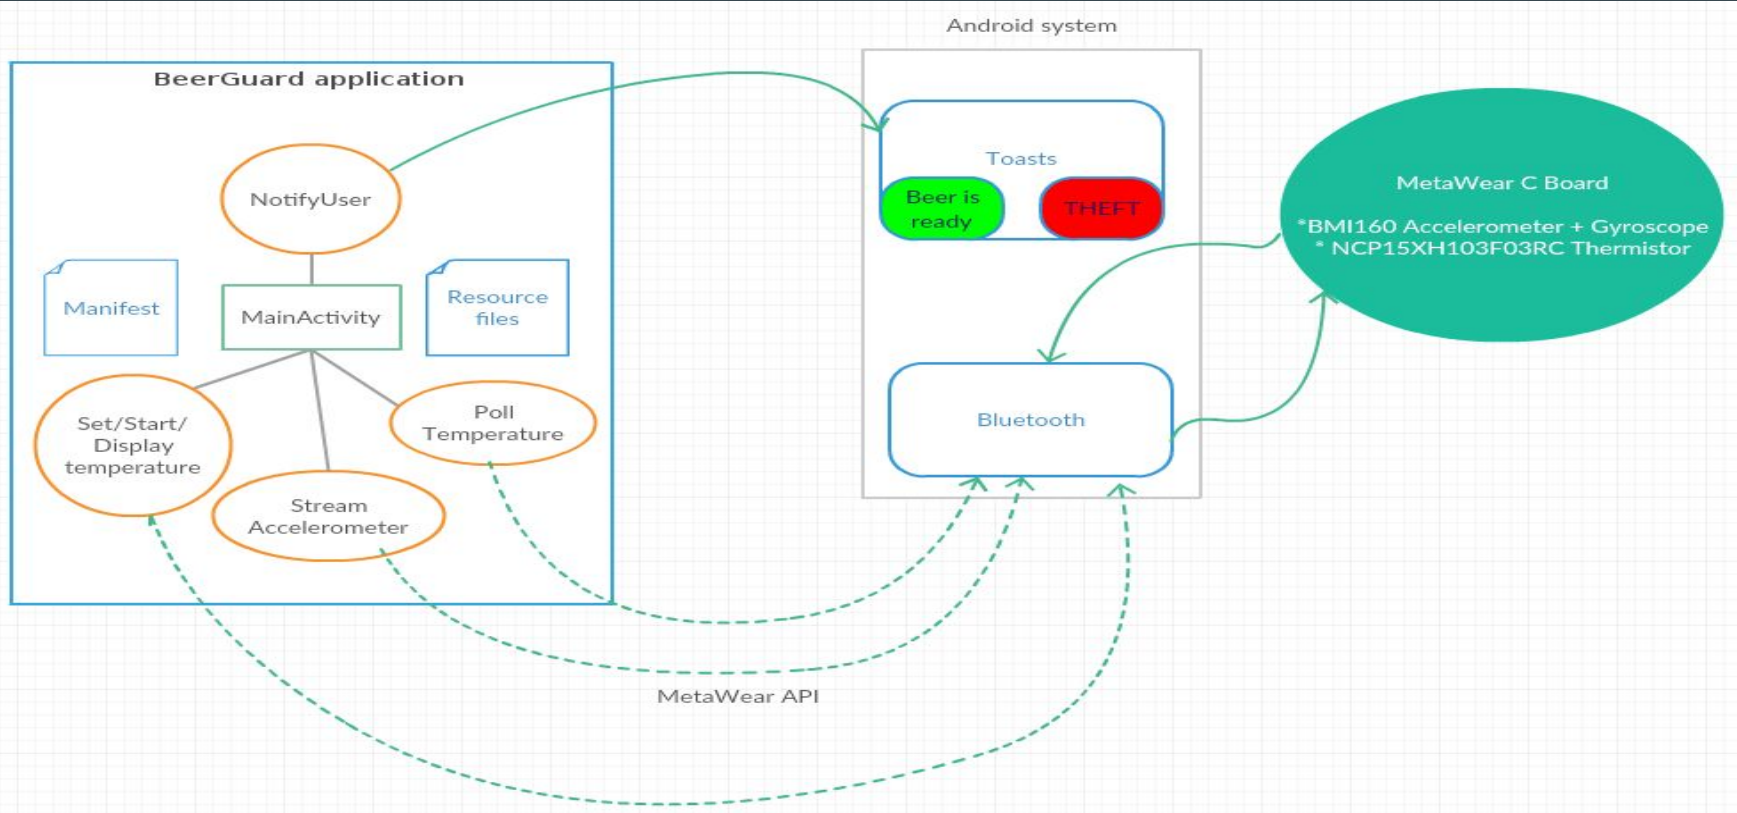 Android system
BeerGuard application
NotifyUser
Manifest
MainActivity
Resource
files
Set/Start/
Display
temperature
Stream
Accelerometer
Poll
Temperature
Toasts
Beer is
ready
THEFT
Bluetooth
MetaWear C Board
*BMI160 Accelerometer + Gyroscope
* NCP15XH103F03RC Thermistor
MetaWear API